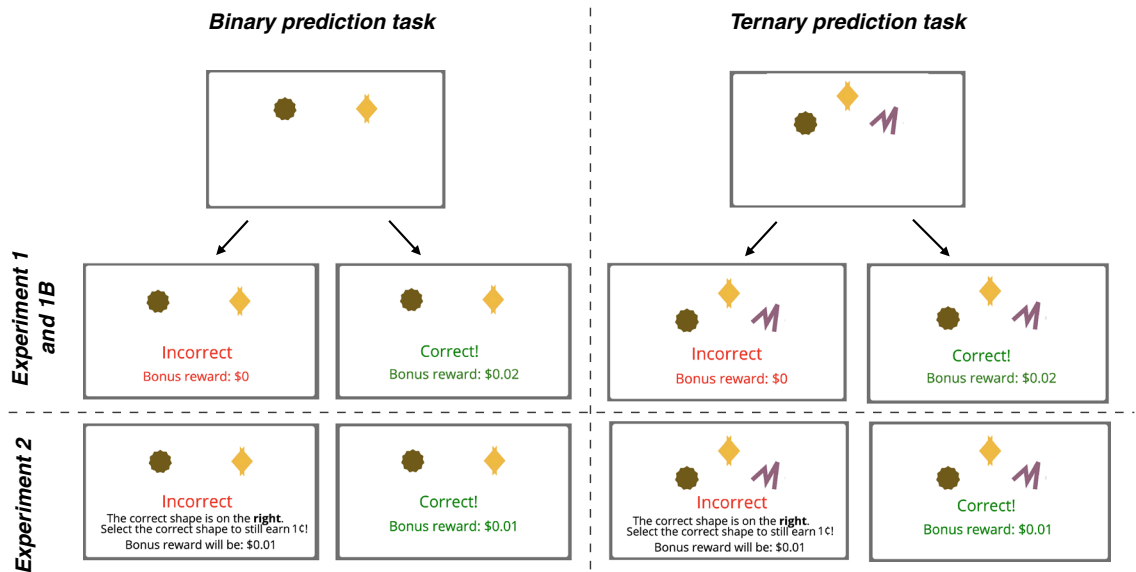 Binary prediction task
Ternary prediction task
Experiment 1
and 1B
Incorrect
Bonus reward: $0
Correct!
Bonus reward: $0.02
Incorrect
Bonus reward: $0
Correct!
Bonus reward: $0.02
Experiment 2
Incorrect
The correct shape is on the right.
Select the correct shape to still earn 1¢!
Bonus reward will be: $0.01
Correct!
Bonus reward: $0.01
Incorrect
The correct shape is on the right.
Select the correct shape to still earn 1¢!
Bonus reward will be: $0.01
Correct!
Bonus reward: $0.01